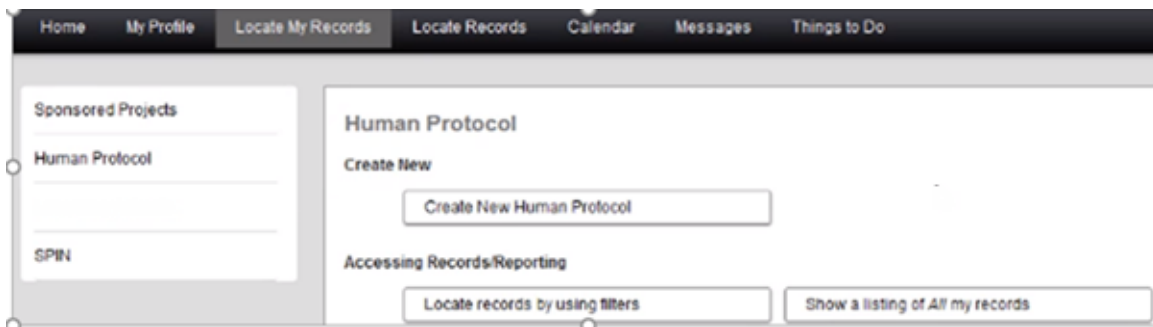 Home My Profile Locate My Records Locate Records Calendar Messages Things to Do
Sponsored Projects
Human Protocol
SPIN
Human Protocol
Create New
Create New Human Protocol
Accessing Records/Reporting
Locate records by using filters Show a listing of All my records